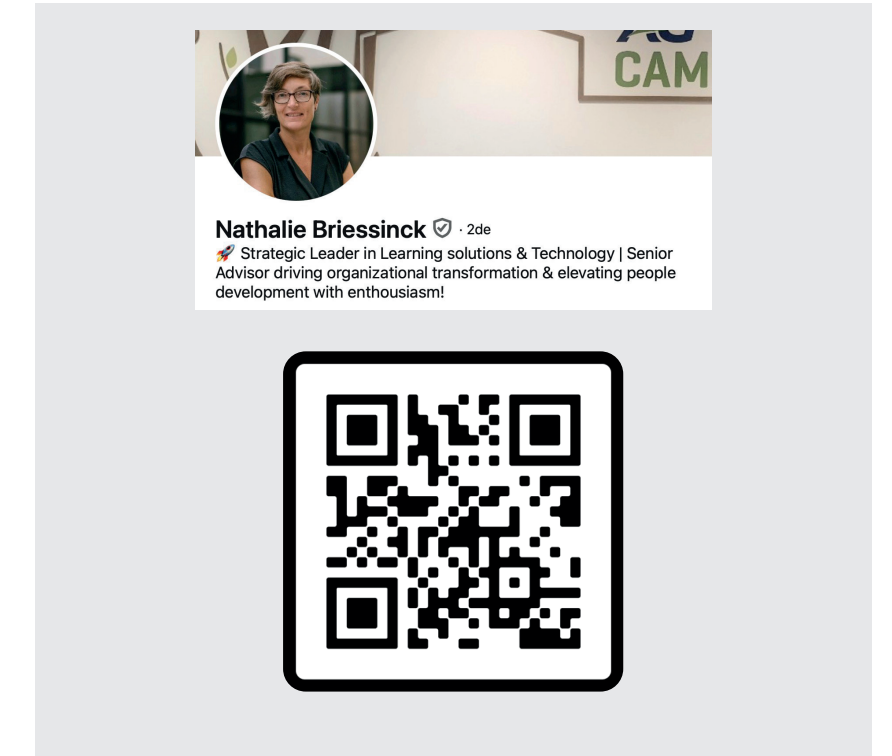 CAM
Nathalie Briessinck · 2de
🚀 Strategic Leader in Learning solutions & Technology | Senior
Advisor driving organizational transformation & elevating people
development with enthousiasm!